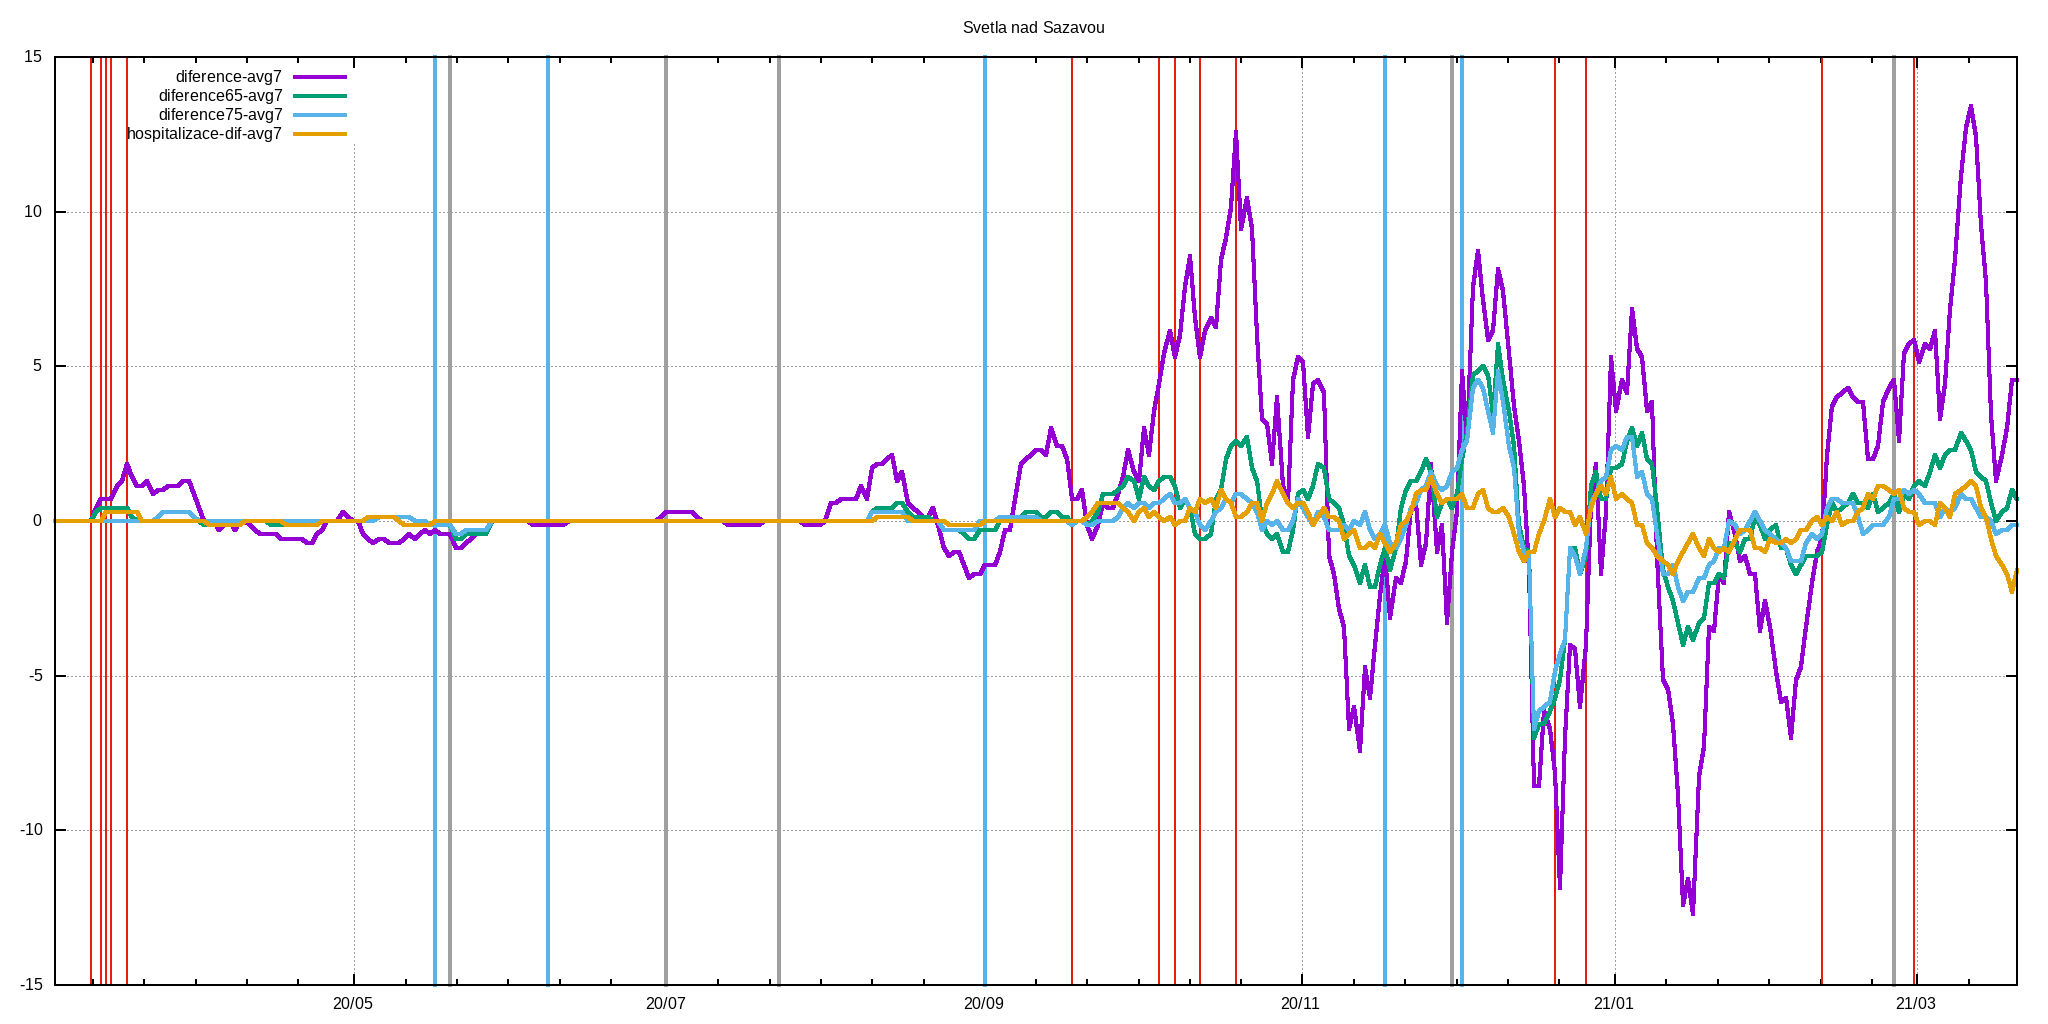 Svetla nad Sazavou
15
10
5
0
-5
-10
-15
diference-avg7
diference65-avg7
diference75-avg7
hospitalizace-dif-avg7
20/05 20/07 20/09 20/11 21/01 21/03